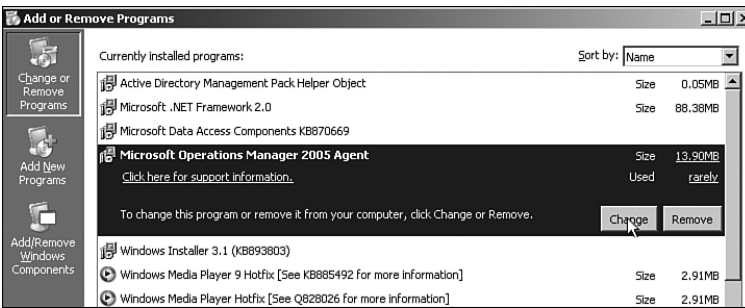 Add or Remove Programs
Change or
Remove
Programs
Add New
Programs
Add/Remove
Windows
Components
Currently installed programs:
Sort by: Name
Active Directory Management Pack Helper Object Size 0.05MB
Microsoft .NET Framework 2.0 Size 88.38MB
Microsoft Data Access Components KB870669
Microsoft Operations Manager 2005 Agent Size 13.90MB
Click here for support information. Used rarely
To change this program or remove it from your computer, click Change or Remove. Change Remove
Windows Installer 3.1 (KB893803)
Windows Media Player 9 Hotfix [See KB885492 for more information] Size 2.91MB
Windows Media Player Hotfix [See Q828026 for more information] Size 2.91MB